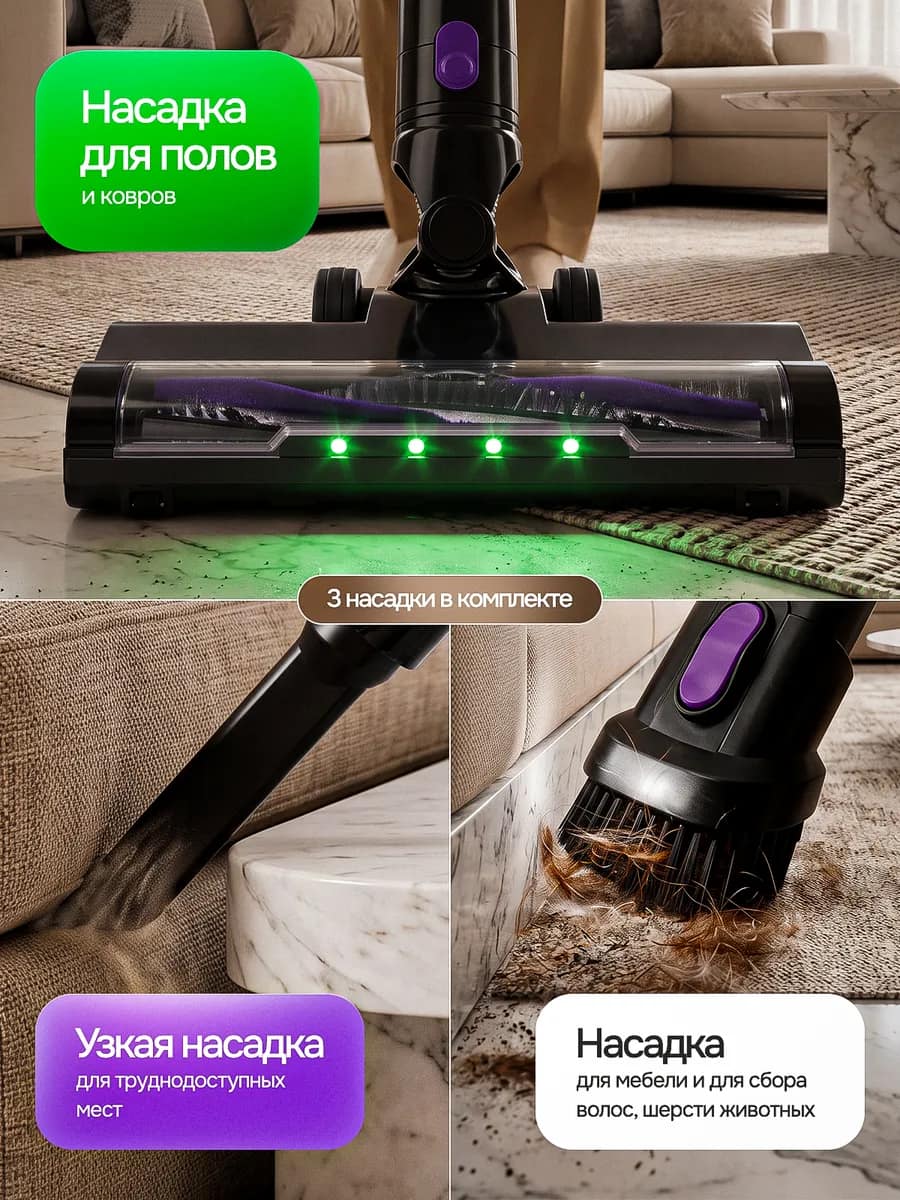 Насадка
для полов
и ковров
3 насадки в комплекте
Узкая насадка
для труднодоступных
мест
Насадка
для мебели и для сбора
волос, шерсти животных